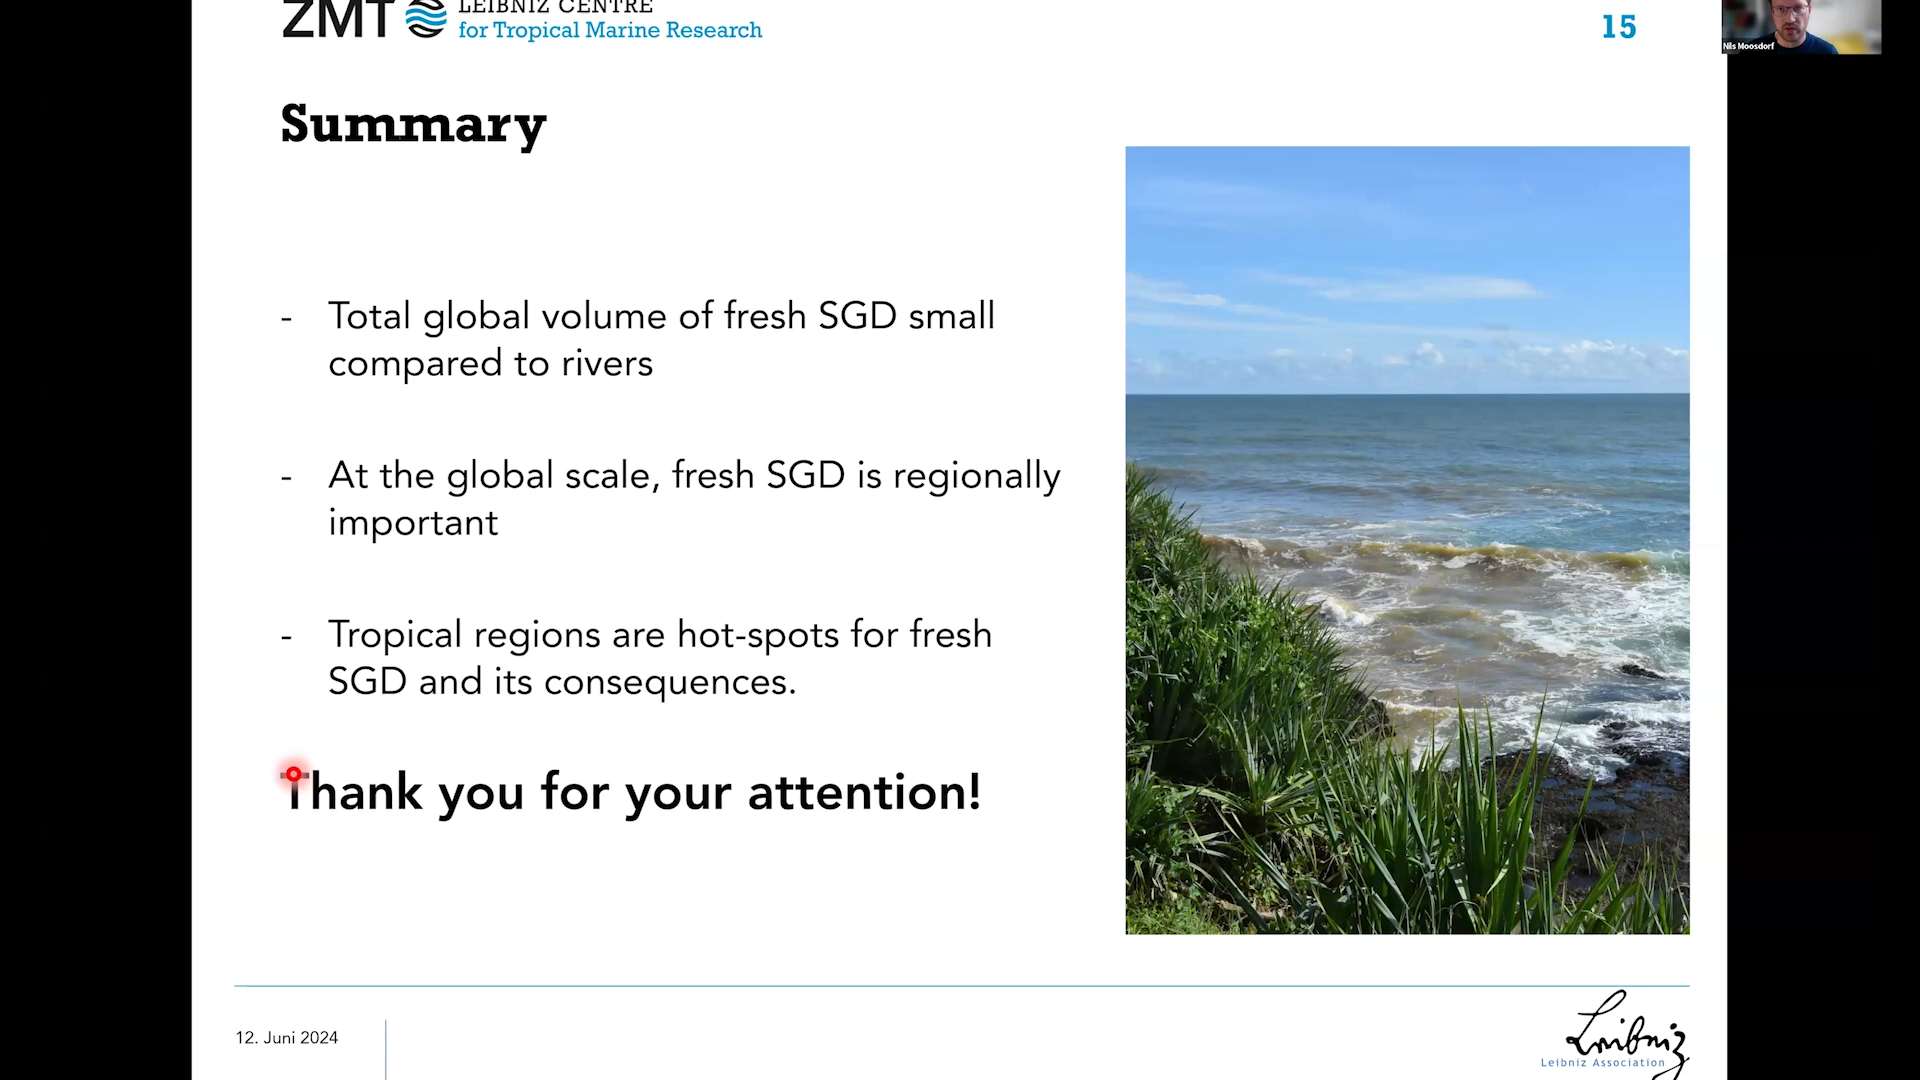 ZMT LEIBNIZ CENTRE
for Tropical Marine Research
15
Nils Moosdorf
Summary
- Total global volume of fresh SGD small
compared to rivers
- At the global scale, fresh SGD is regionally
important
- Tropical regions are hot-spots for fresh
SGD and its consequences.
Thank you for your attention!
12. Juni 2024
Leibniz
Leibniz Association